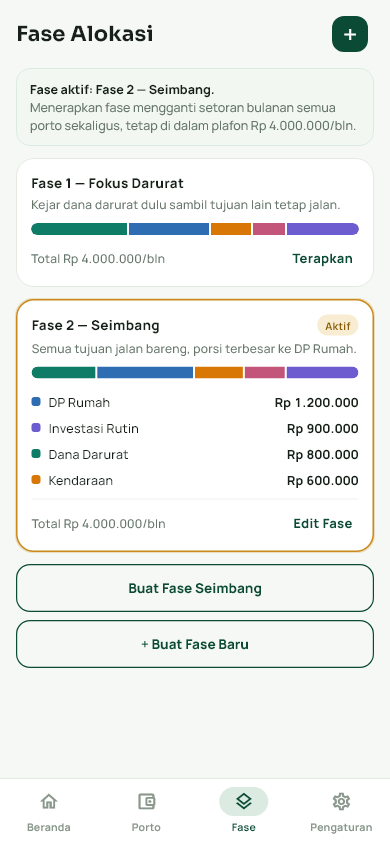 Fase Alokasi
+
Fase aktif: Fase 2 — Seimbang.
Menerapkan fase mengganti setoran bulanan semua
porto sekaligus, tetap di dalam plafon Rp 4.000.000/bln.
Fase 1 — Fokus Darurat
Kejar dana darurat dulu sambil tujuan lain tetap jalan.
Total Rp 4.000.000/bln
Terapkan
Fase 2 — Seimbang
Aktif
Semua tujuan jalan bareng, porsi terbesar ke DP Rumah.
DP Rumah Rp 1.200.000
Investasi Rutin Rp 900.000
Dana Darurat Rp 800.000
Kendaraan Rp 600.000
Total Rp 4.000.000/bln
Edit Fase
Buat Fase Seimbang
+ Buat Fase Baru
Beranda
Porto
Fase
Pengaturan